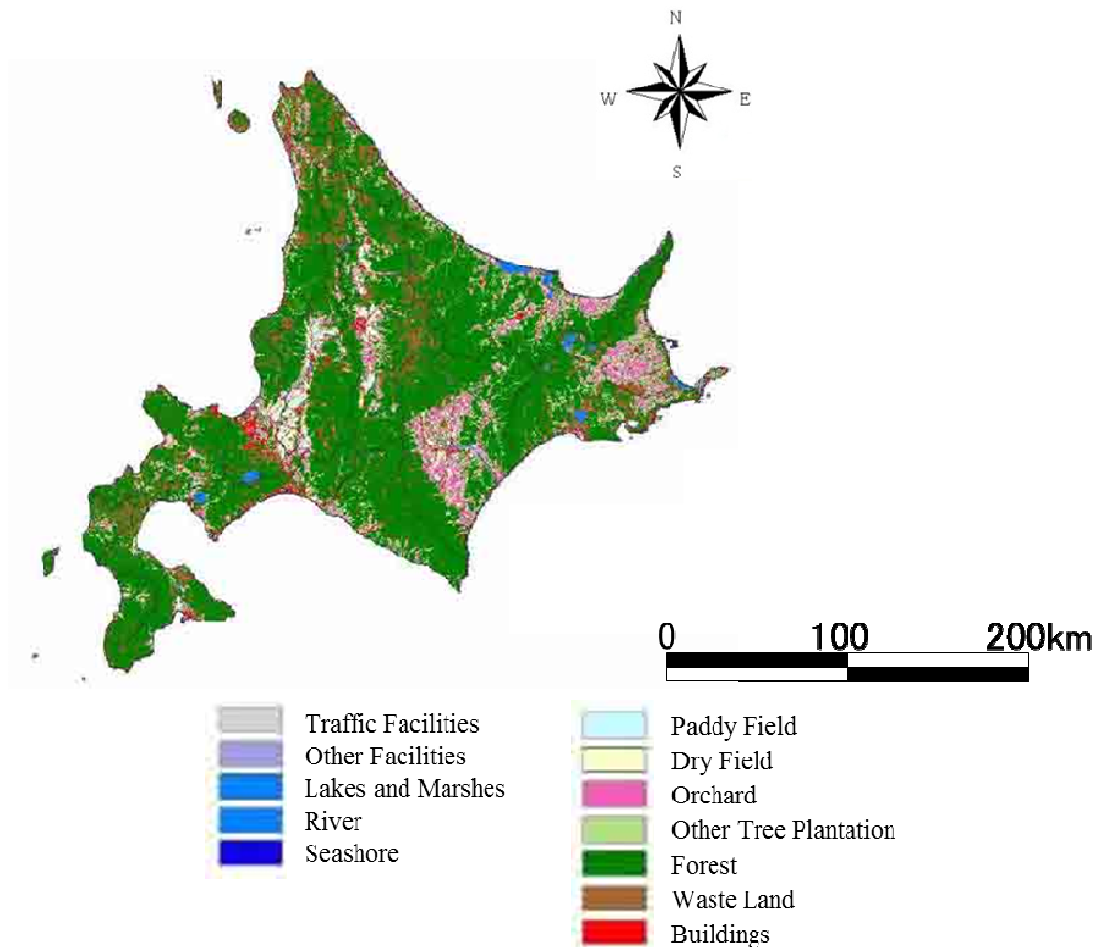 N
W
E
S
0 100 200km
Traffic Facilities
Other Facilities
Lakes and Marshes
River
Seashore
Paddy Field
Dry Field
Orchard
Other Tree Plantation
Forest
Waste Land
Buildings